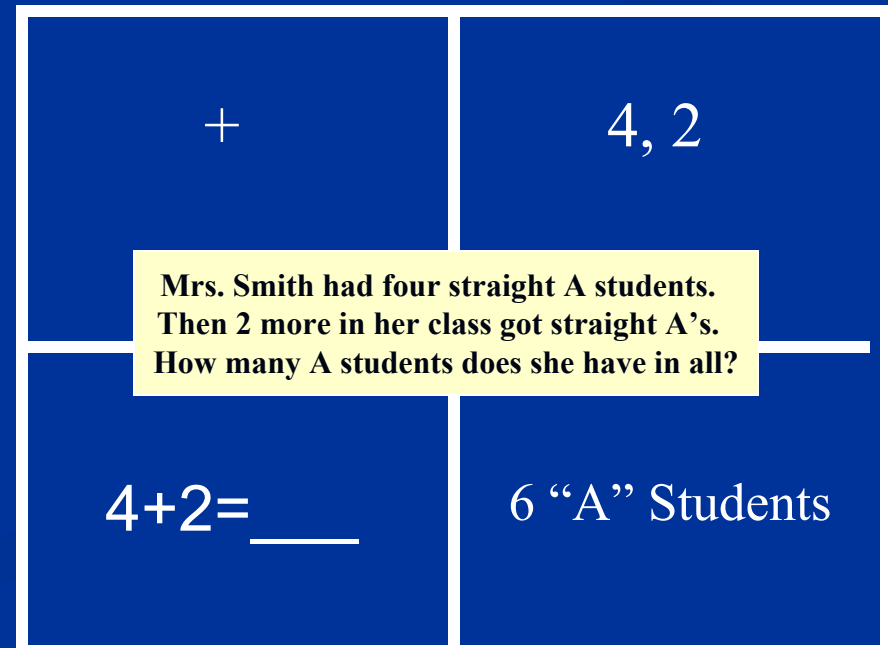 +
4, 2
Mrs. Smith had four straight A students.
Then 2 more in her class got straight A’s.
How many A students does she have in all?
4+2=___
6 “A” Students